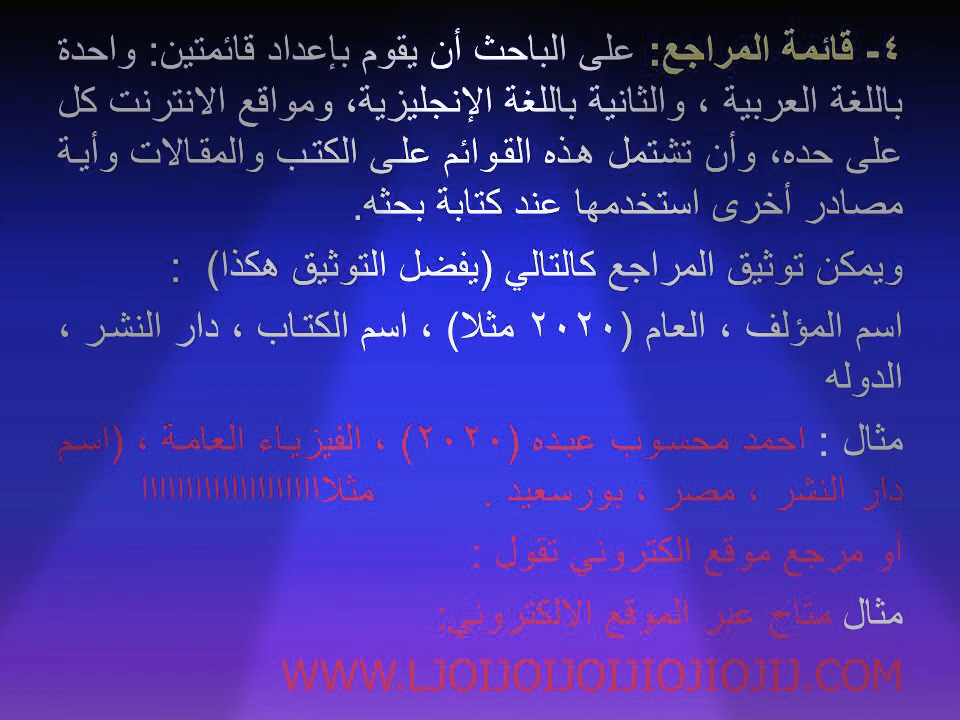 ٤- قائمة المراجع: على الباحث أن يقوم بإعداد قائمتين: واحدة
باللغة العربية ، والثانية باللغة الإنجليزية، ومواقع الانترنت كل
على حده، وأن تشتمل هذه القوائم على الكتب والمقالات وأية
مصادر أخرى استخدمها عند كتابة بحثه.
ويمكن توثيق المراجع كالتالي (يفضل التوثيق هكذا) :
اسم المؤلف ، العام (٢٠٢٠ مثلا) ، اسم الكتاب ، دار النشر ،
الدوله
مثال : احمد محسوب عبده (٢٠٢٠) ، الفيزياء العامة ، (اسم
دار النشر ، مصر ، بورسعيد . مثلاااااااااااااااااااااا
أو مرجع موقع الكتروني تقول :
مثال متاح عبر الموقع الالكتروني:
WWW.LJOIJOIJOIJIOJIOJIJ.COM